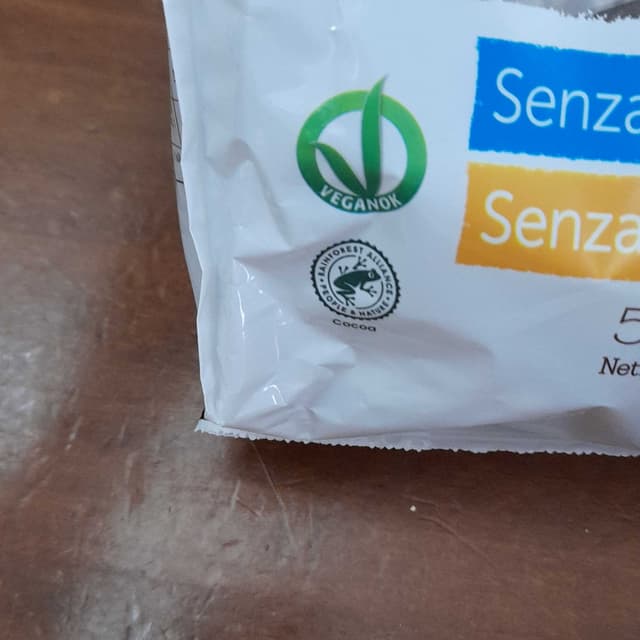 Senza
VEGANOK
Senza
RAINFOREST ALLIANCE
PEOPLE & NATURE
cocoa
5
Net